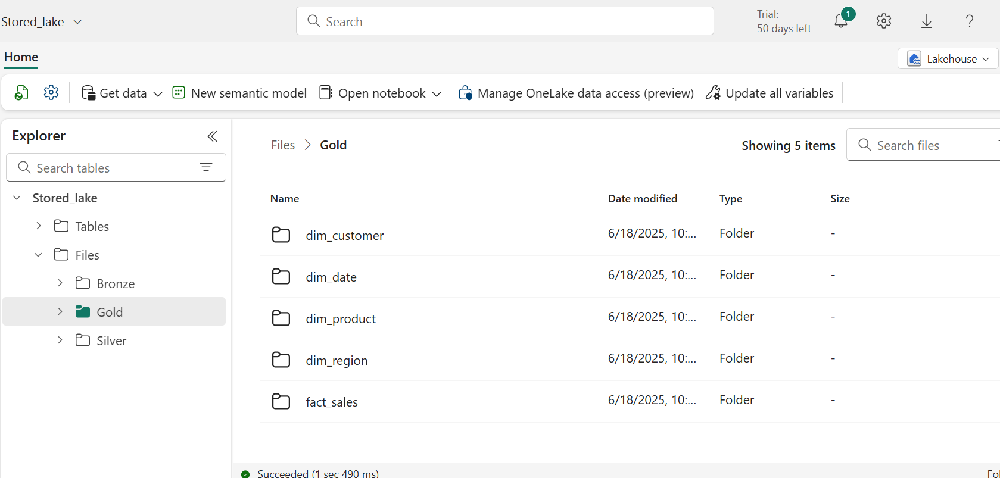 Stored_lake
Search
Trial:
50 days left
1
Home
Lakehouse
Get data
New semantic model
Open notebook
Manage OneLake data access (preview)
Update all variables
Explorer
Search tables
Stored_lake
Tables
Files
Bronze
Gold
Silver
Files > Gold
Showing 5 items
Search files
Name Date modified Type Size
dim_customer 6/18/2025, 10:... Folder -
dim_date 6/18/2025, 10:... Folder -
dim_product 6/18/2025, 10:... Folder -
dim_region 6/18/2025, 10:... Folder -
fact_sales 6/18/2025, 10:... Folder -
Succeeded (1 sec 490 ms)